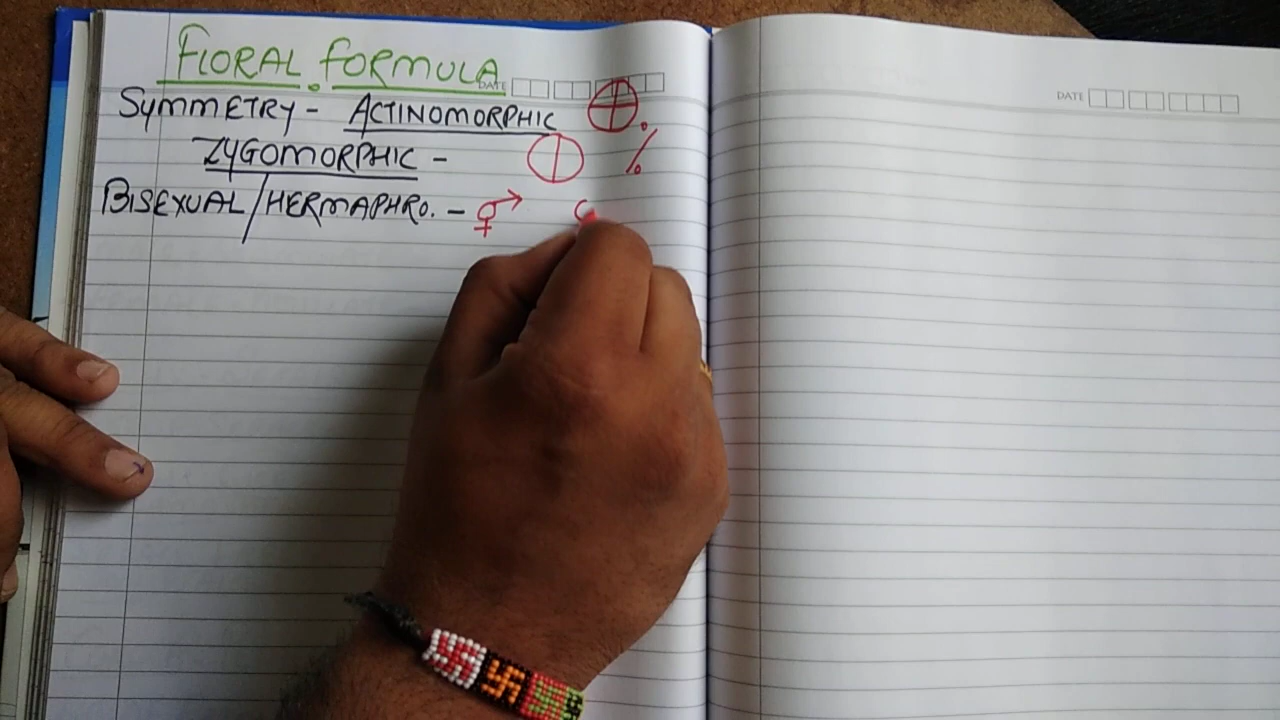 FLORAL FORMULA
DATE
SYMMETRY - ACTINOMORPHIC
ZYGOMORPHIC - %
BISEXUAL/HERMAPHRO. - ⚥
DATE